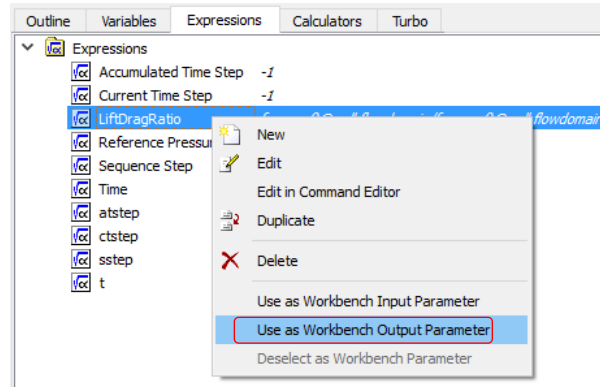 Outline Variables Expressions Calculators Turbo
Expressions
Accumulated Time Step -1
Current Time Step -1
LiftDragRatio flowdomain
Reference Pressur
Sequence Step
Time
atstep
ctstep
sstep
t
New
Edit
Edit in Command Editor
Duplicate
Delete
Use as Workbench Input Parameter
Use as Workbench Output Parameter
Deselect as Workbench Parameter